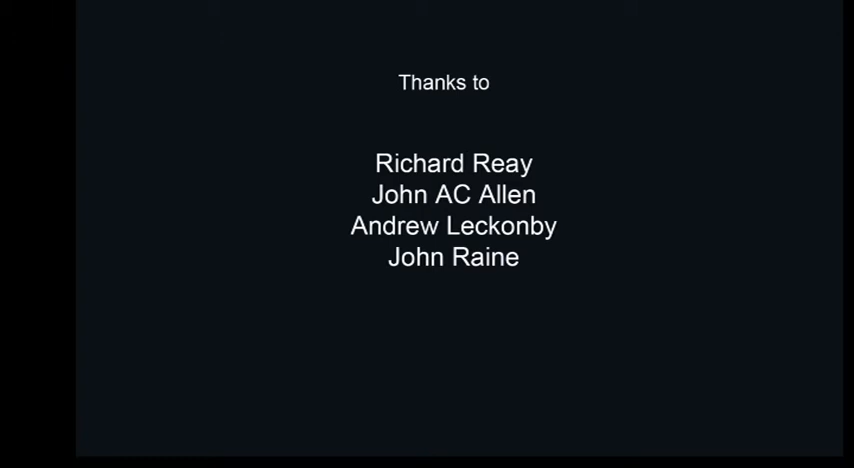 Thanks to
Richard Reay
John AC Allen
Andrew Leckonby
John Raine